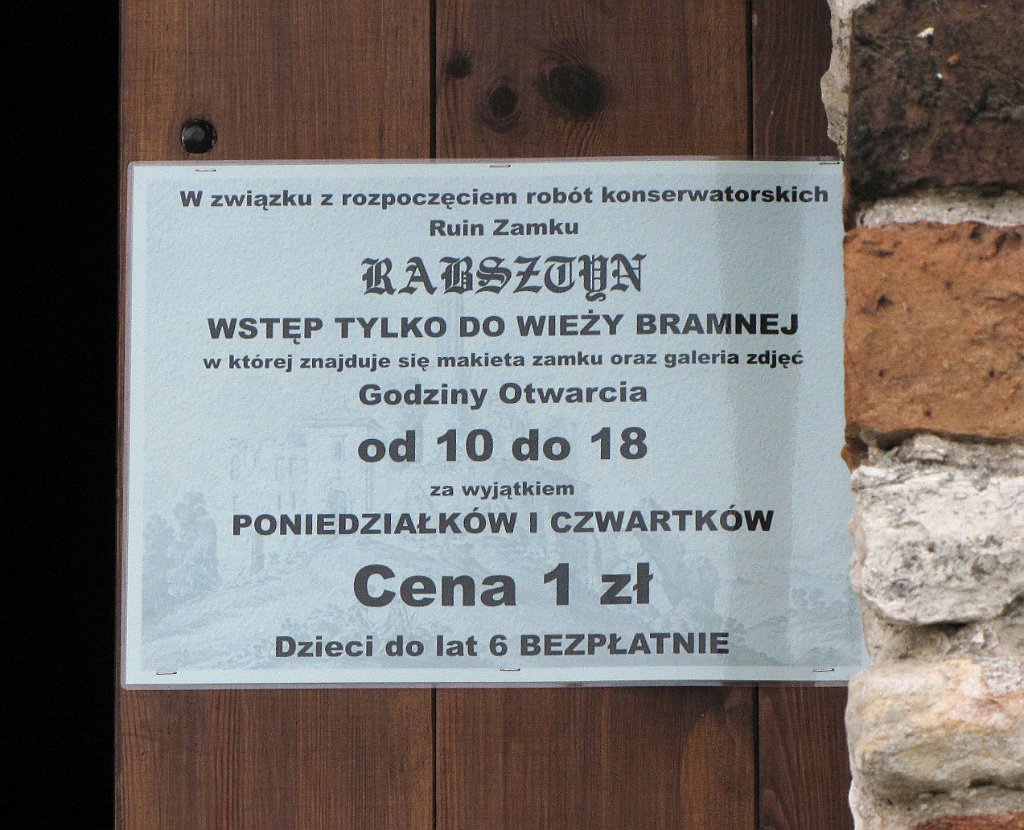 W związku z rozpoczęciem robót konserwatorskich
Ruin Zamku
RABSZTYN
WSTĘP TYLKO DO WIEŻY BRAMNEJ
w której znajduje się makieta zamku oraz galeria zdjęć
Godziny Otwarcia
od 10 do 18
za wyjątkiem
PONIEDZIAŁKÓW I CZWARTKÓW
Cena 1 zł
Dzieci do lat 6 BEZPŁATNIE